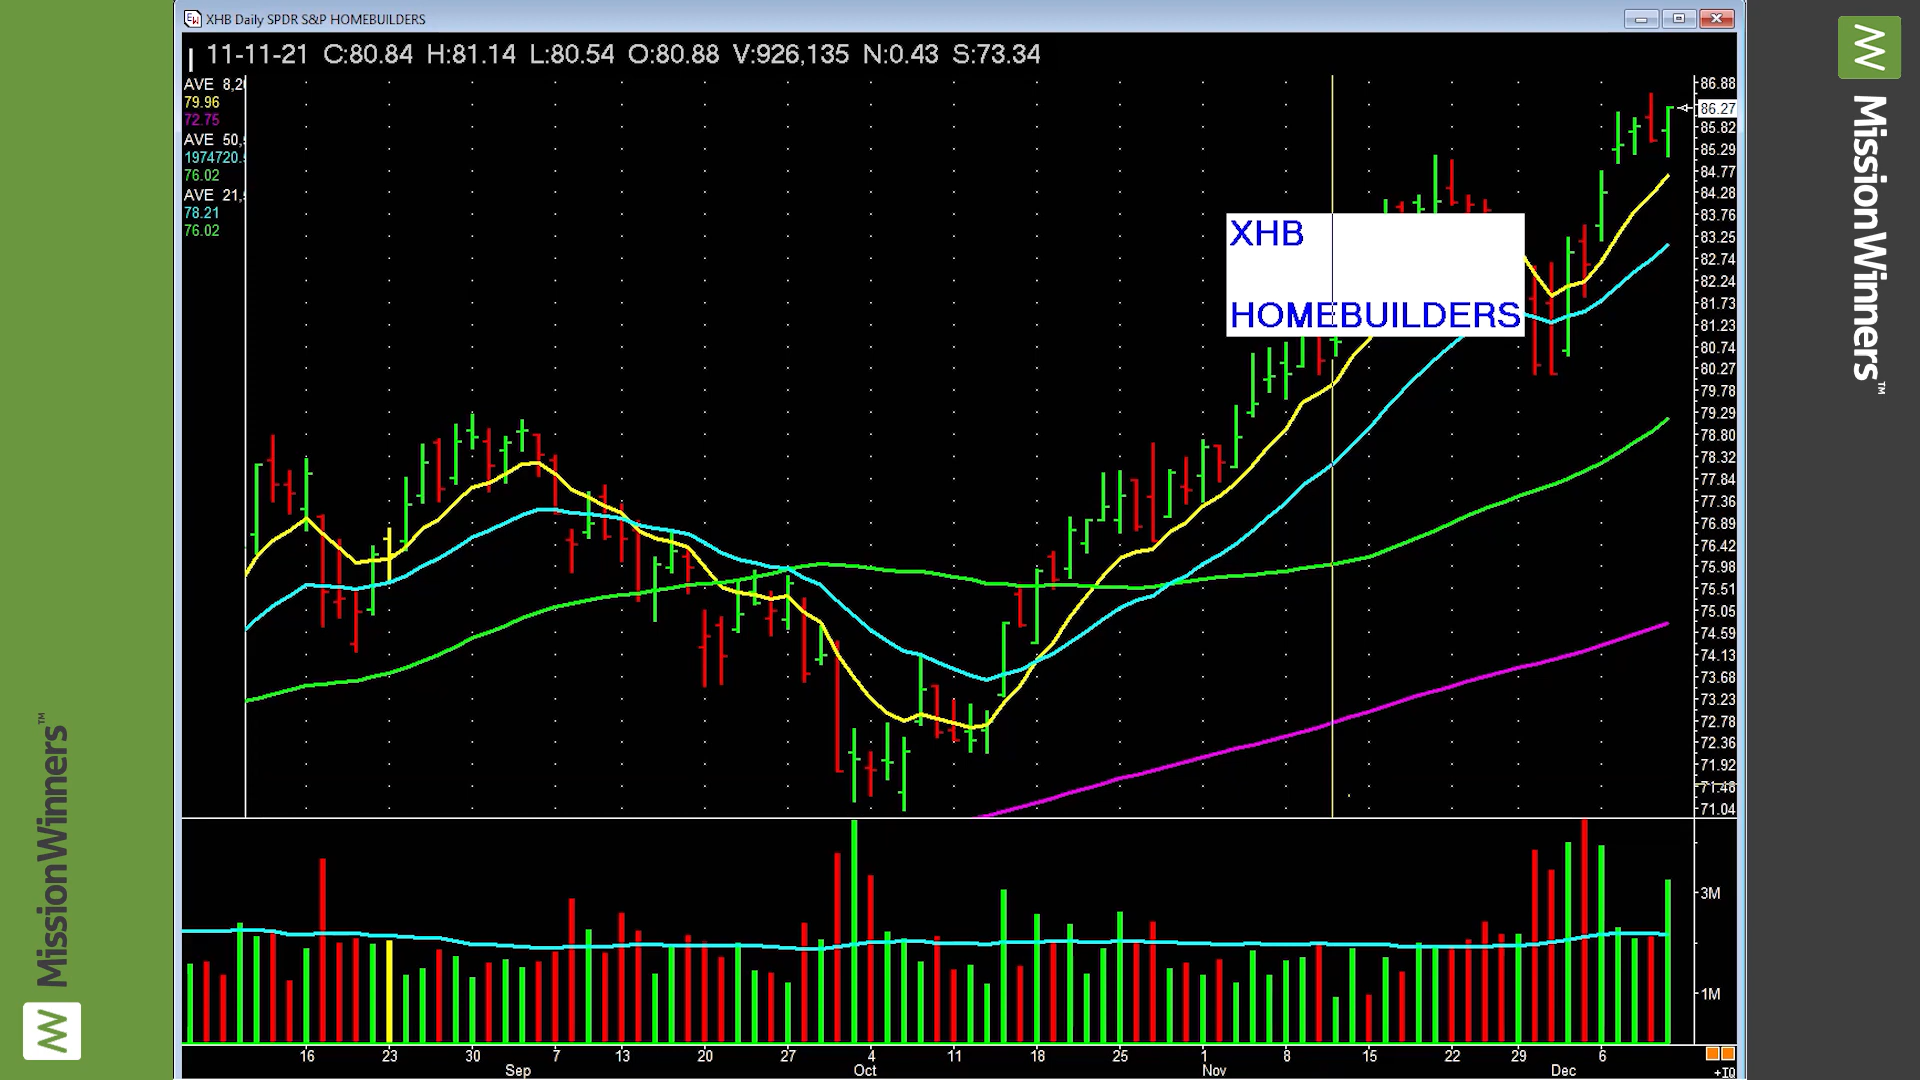 XHB Daily SPDR S&P HOMEBUILDERS
11-11-21 C:80.84 H:81.14 L:80.54 O:80.88 V:926,135 N:0.43 S:73.34
AVE 8,20
79.96
72.75
AVE 50,
1974720.
76.02
AVE 21,
78.21
76.02
XHB
HOMEBUILDERS
86.88
86.27
85.82
85.29
84.77
84.28
83.76
83.25
82.74
82.24
81.73
81.23
80.74
80.27
79.78
79.29
78.80
78.32
77.84
77.36
76.89
76.42
75.98
75.51
75.05
74.59
74.13
73.68
73.23
72.78
72.36
71.92
71.48
71.04
3M
1M
16 23 30 7 13 20 27 4 11 18 25 1 8 15 22 29 6
Sep Oct Nov Dec
+IQ
MissionWinners™
MissionWinners™